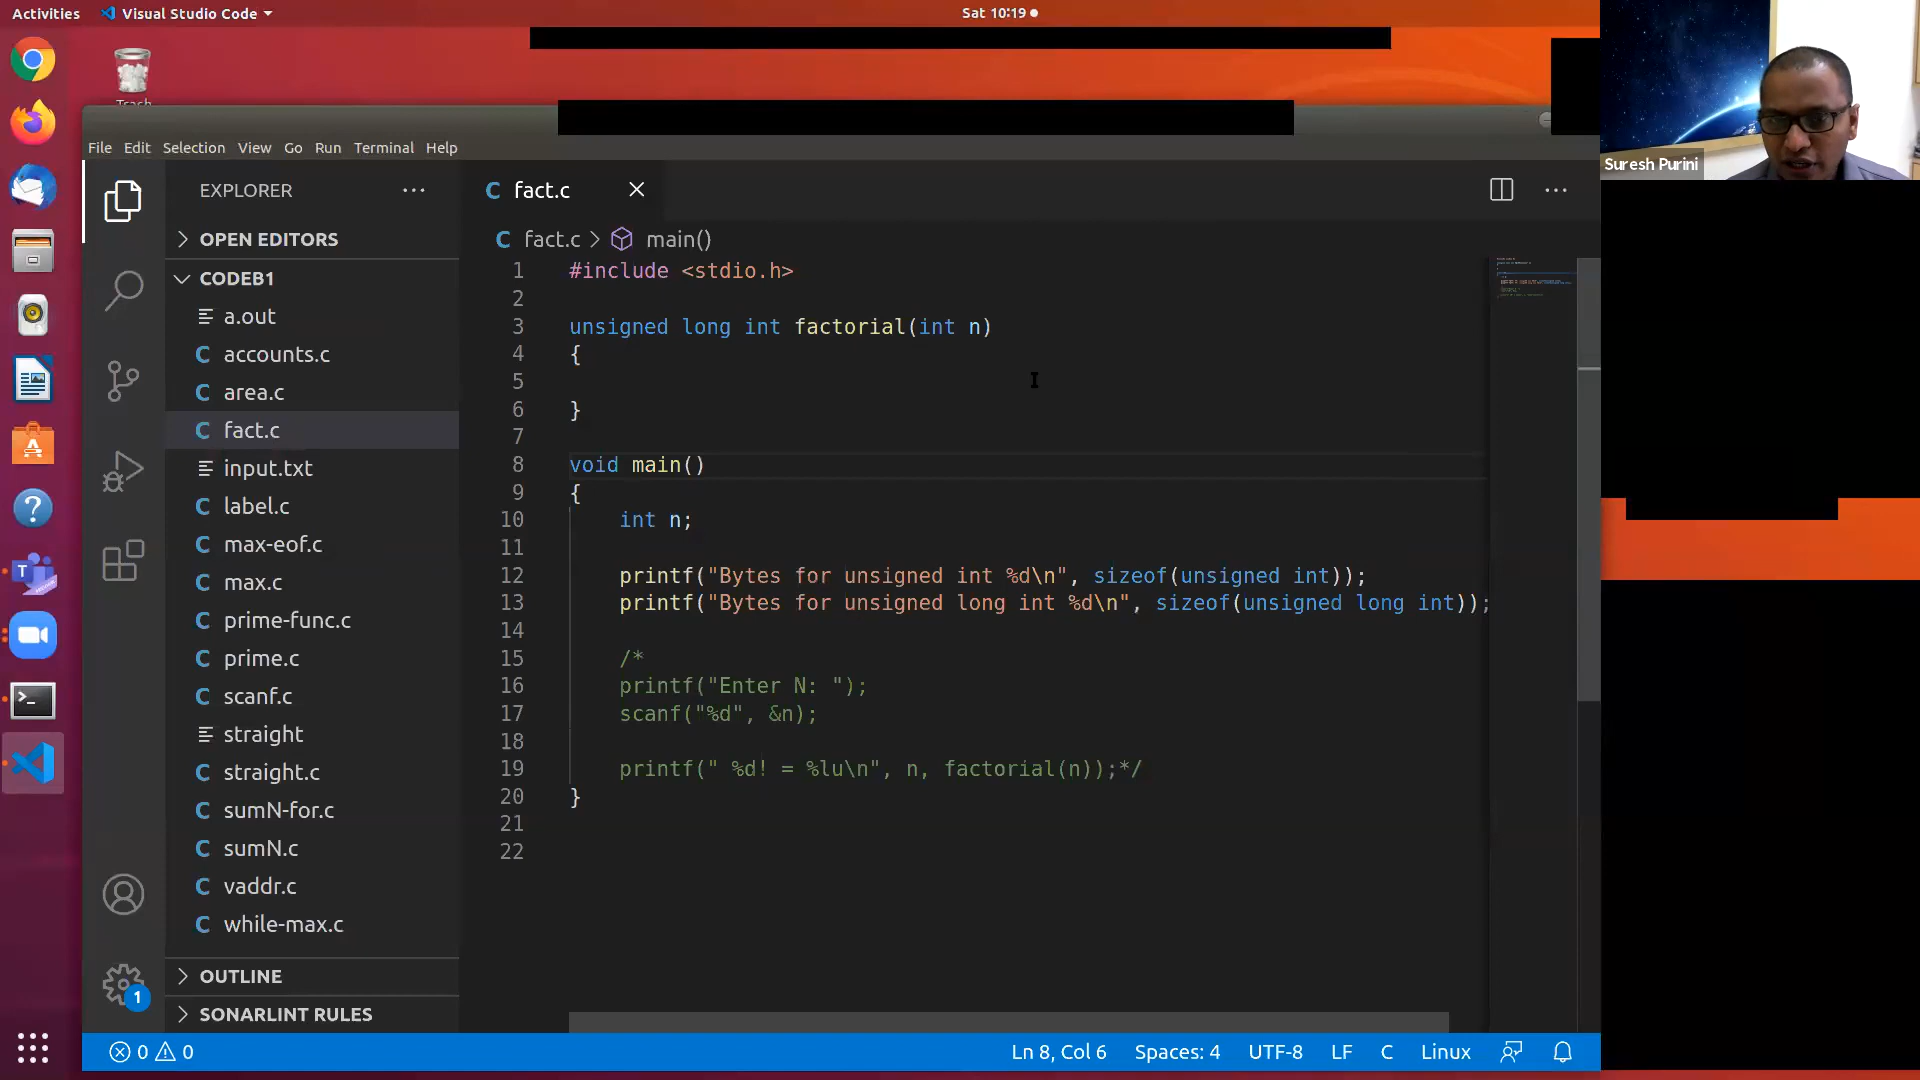 Activities
Visual Studio Code
Sat 10:19
Trash
Suresh Purini
File Edit Selection View Go Run Terminal Help
EXPLORER
OPEN EDITORS
CODEB1
a.out
accounts.c
area.c
fact.c
input.txt
label.c
max-eof.c
max.c
prime-func.c
prime.c
scanf.c
straight
straight.c
sumN-for.c
sumN.c
vaddr.c
while-max.c
OUTLINE
SONARLINT RULES
1
C fact.c
C fact.c > main()
1 #include <stdio.h>
2
3 unsigned long int factorial(int n)
4 {
5
6 }
7
8 void main()
9 {
10 int n;
11
12 printf("Bytes for unsigned int %d\n", sizeof(unsigned int));
13 printf("Bytes for unsigned long int %d\n", sizeof(unsigned long int));
14
15 /*
16 printf("Enter N: ");
17 scanf("%d", &n);
18
19 printf(" %d! = %lu\n", n, factorial(n));*/
20 }
21
22
0 0
Ln 8, Col 6 Spaces: 4 UTF-8 LF C Linux